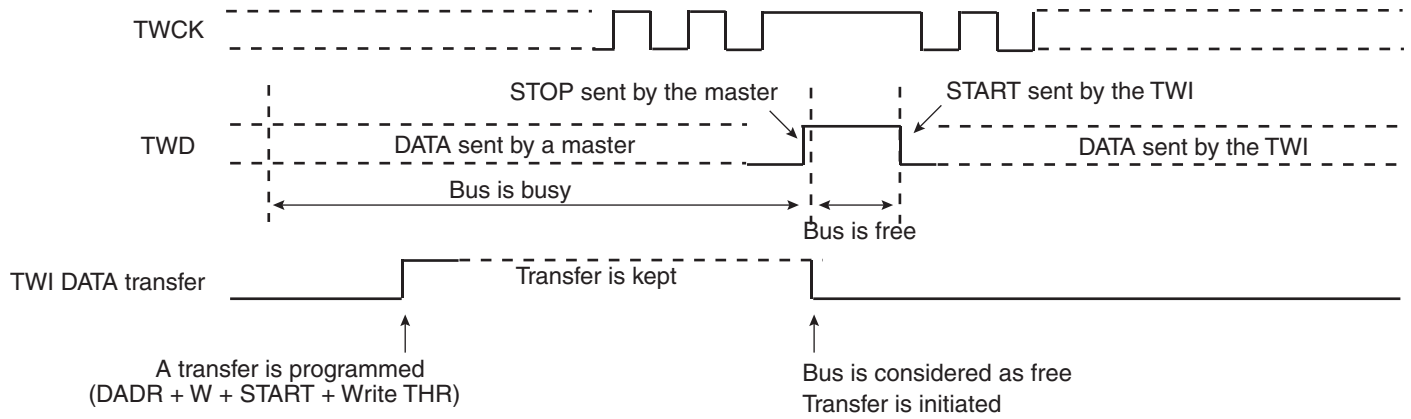 TWCK
STOP sent by the master
START sent by the TWI
TWD
DATA sent by a master
DATA sent by the TWI
Bus is busy
Bus is free
TWI DATA transfer
Transfer is kept
A transfer is programmed
(DADR + W + START + Write THR)
Bus is considered as free
Transfer is initiated